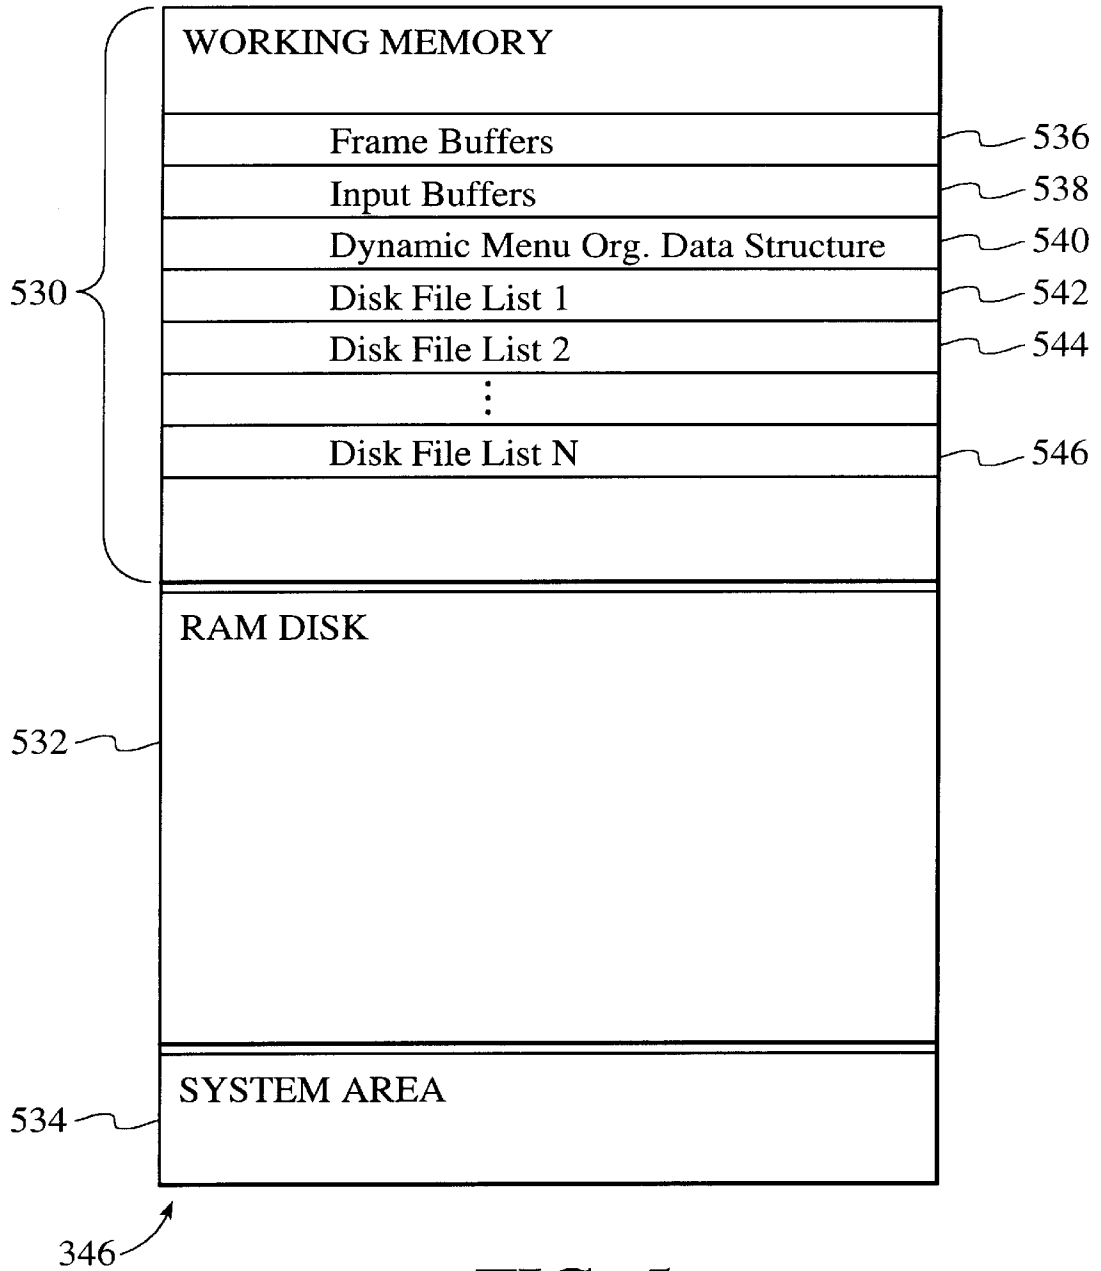 WORKING MEMORY
Frame Buffers 536
Input Buffers 538
Dynamic Menu Org. Data Structure 540
530
Disk File List 1 542
Disk File List 2 544
⋮
Disk File List N 546
RAM DISK
532
SYSTEM AREA
534
346